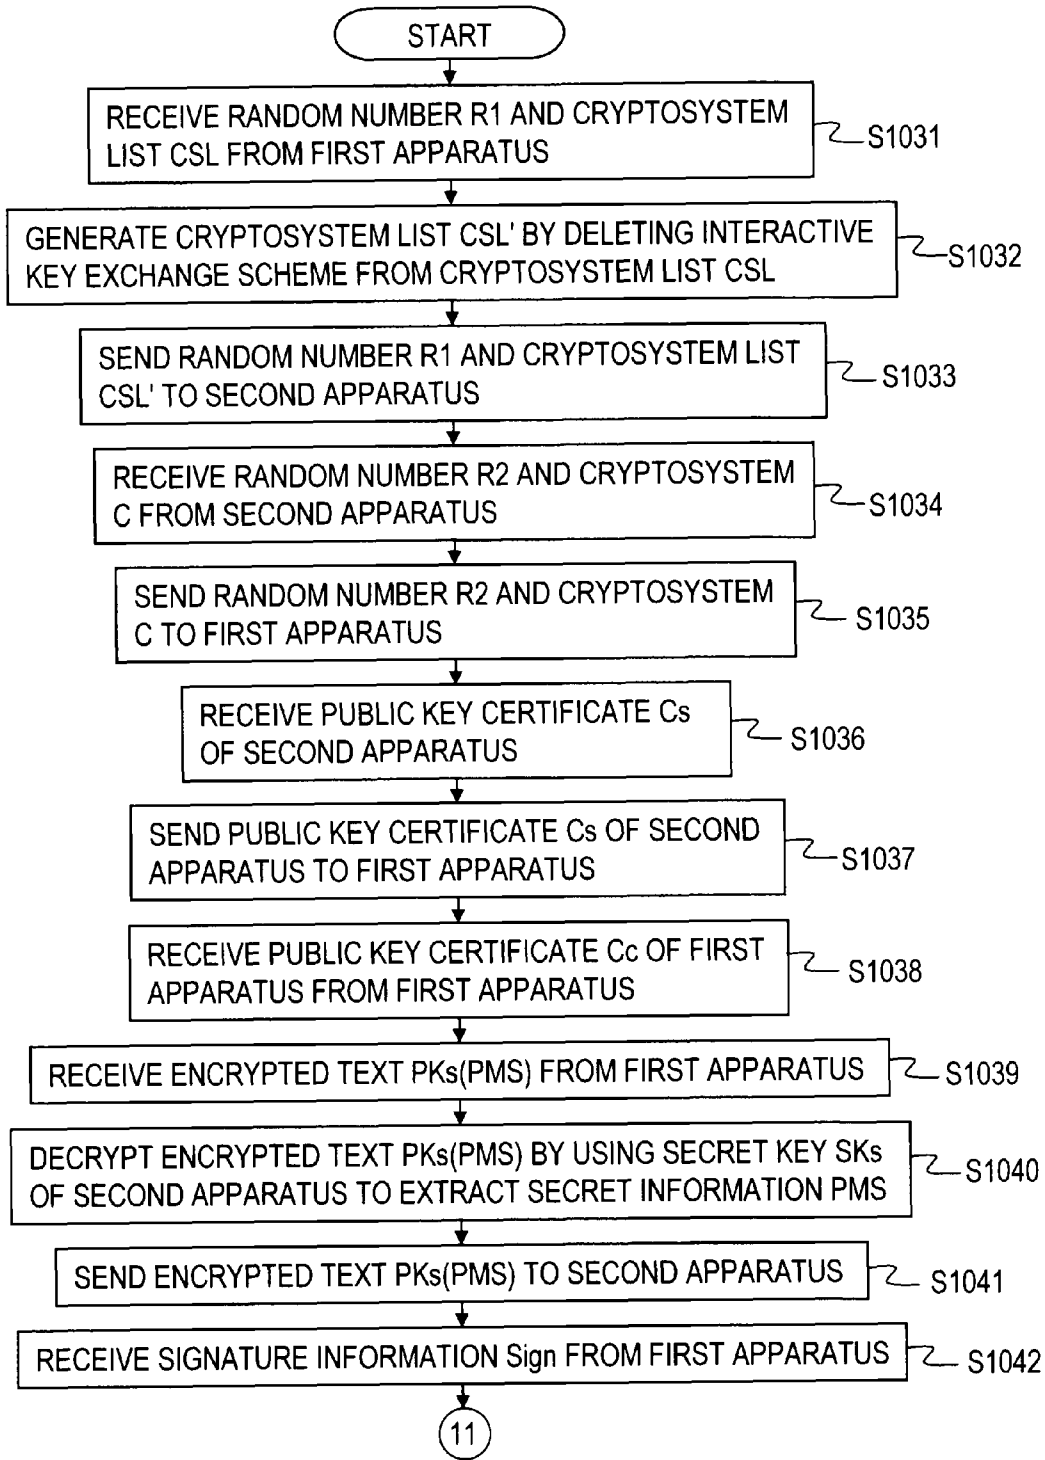 START
RECEIVE RANDOM NUMBER R1 AND CRYPTOSYSTEM
LIST CSL FROM FIRST APPARATUS
S1031
GENERATE CRYPTOSYSTEM LIST CSL' BY DELETING INTERACTIVE
KEY EXCHANGE SCHEME FROM CRYPTOSYSTEM LIST CSL
S1032
SEND RANDOM NUMBER R1 AND CRYPTOSYSTEM LIST
CSL' TO SECOND APPARATUS
S1033
RECEIVE RANDOM NUMBER R2 AND CRYPTOSYSTEM
C FROM SECOND APPARATUS
S1034
SEND RANDOM NUMBER R2 AND CRYPTOSYSTEM
C TO FIRST APPARATUS
S1035
RECEIVE PUBLIC KEY CERTIFICATE Cs
OF SECOND APPARATUS
S1036
SEND PUBLIC KEY CERTIFICATE Cs OF SECOND
APPARATUS TO FIRST APPARATUS
S1037
RECEIVE PUBLIC KEY CERTIFICATE Cc OF FIRST
APPARATUS FROM FIRST APPARATUS
S1038
RECEIVE ENCRYPTED TEXT PKs(PMS) FROM FIRST APPARATUS
S1039
DECRYPT ENCRYPTED TEXT PKs(PMS) BY USING SECRET KEY SKs
OF SECOND APPARATUS TO EXTRACT SECRET INFORMATION PMS
S1040
SEND ENCRYPTED TEXT PKs(PMS) TO SECOND APPARATUS
S1041
RECEIVE SIGNATURE INFORMATION Sign FROM FIRST APPARATUS
S1042
11